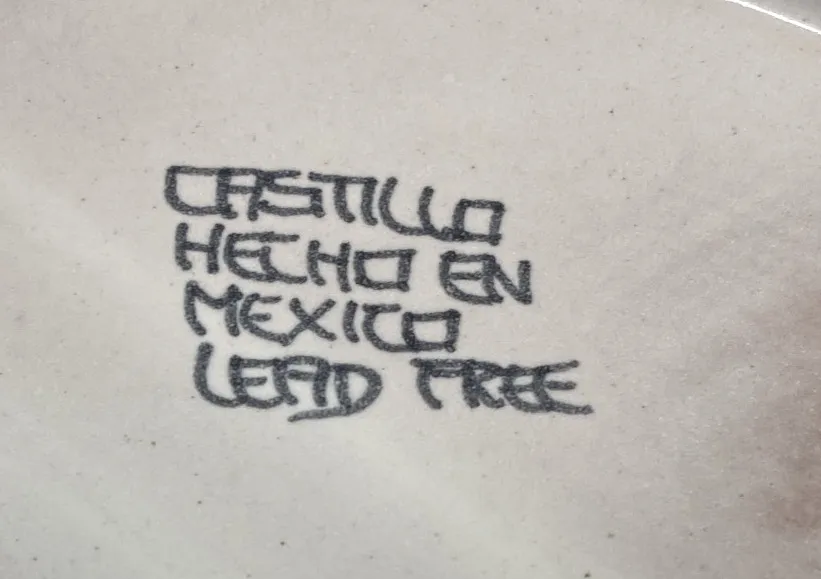 CASTILLO
HECHO EN
MEXICO
LEAD FREE